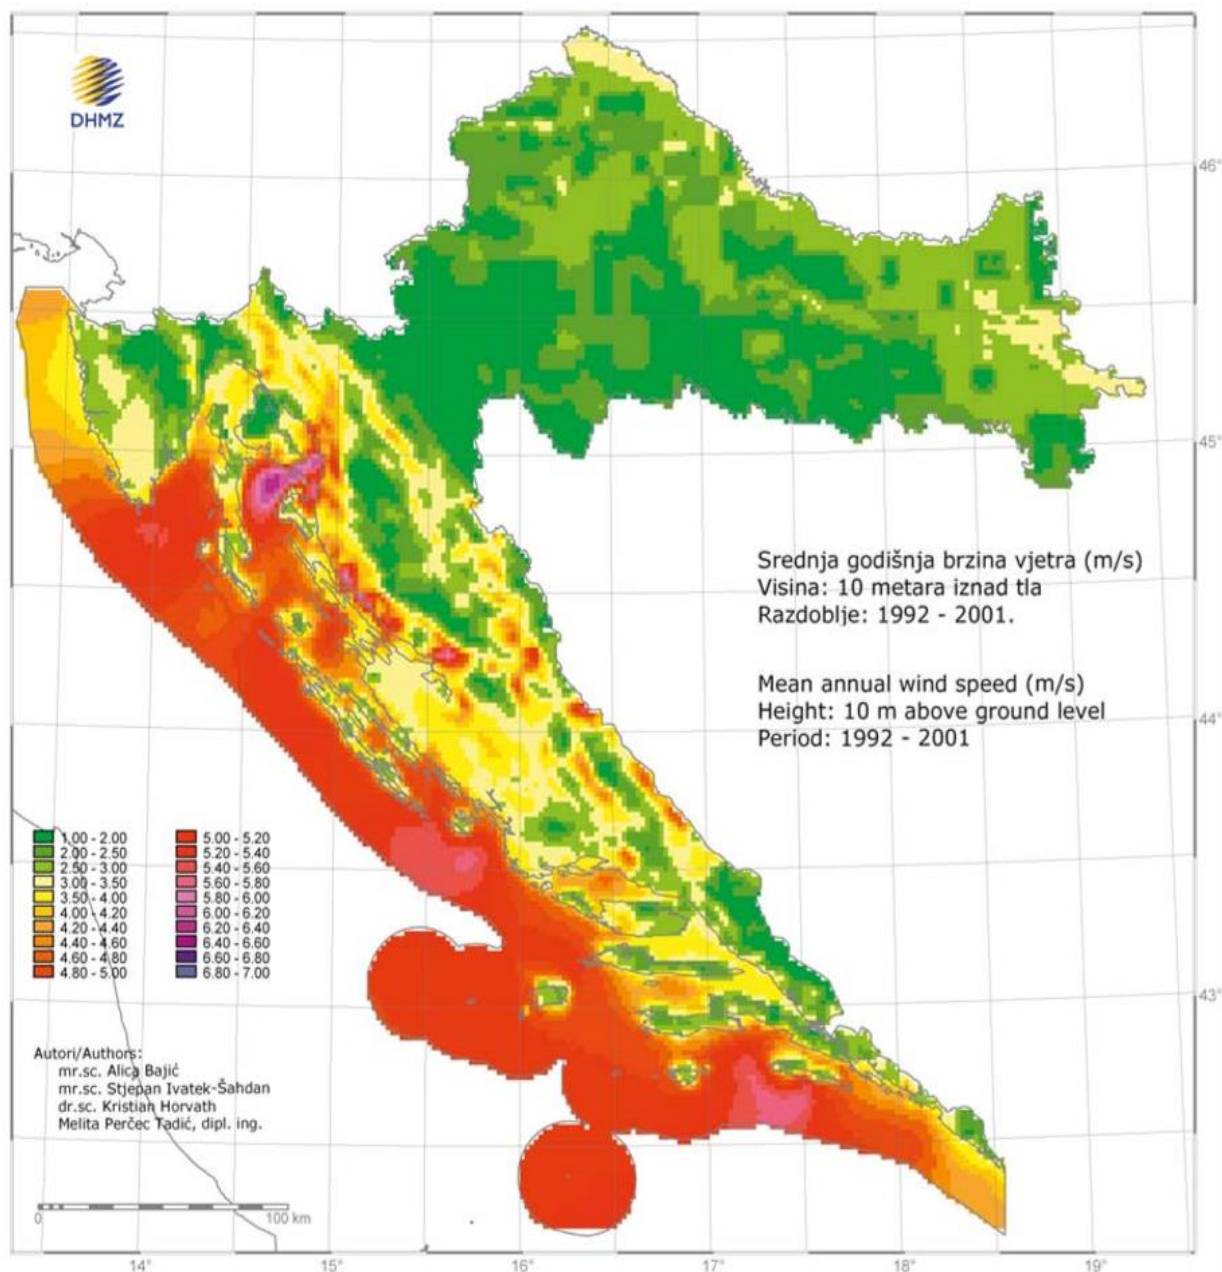 DHMZ
46°
45°
Srednja godišnja brzina vjetra (m/s)
Visina: 10 metara iznad tla
Razdoblje: 1992 - 2001.
Mean annual wind speed (m/s)
Height: 10 m above ground level
Period: 1992 - 2001
44°
1.00 - 2.00
2.00 - 2.50
2.50 - 3.00
3.00 - 3.50
3.50 - 4.00
4.00 - 4.20
4.20 - 4.40
4.40 - 4.60
4.60 - 4.80
4.80 - 5.00
5.00 - 5.20
5.20 - 5.40
5.40 - 5.60
5.60 - 5.80
5.80 - 6.00
6.00 - 6.20
6.20 - 6.40
6.40 - 6.60
6.60 - 6.80
6.80 - 7.00
43°
Autori/Authors:
mr.sc. Alica Bajić
mr.sc. Stjepan Ivatek-Šahdan
dr.sc. Kristian Horvath
Melita Perčec Tadić, dipl. ing.
0 100 km
14° 15° 16° 17° 18° 19°